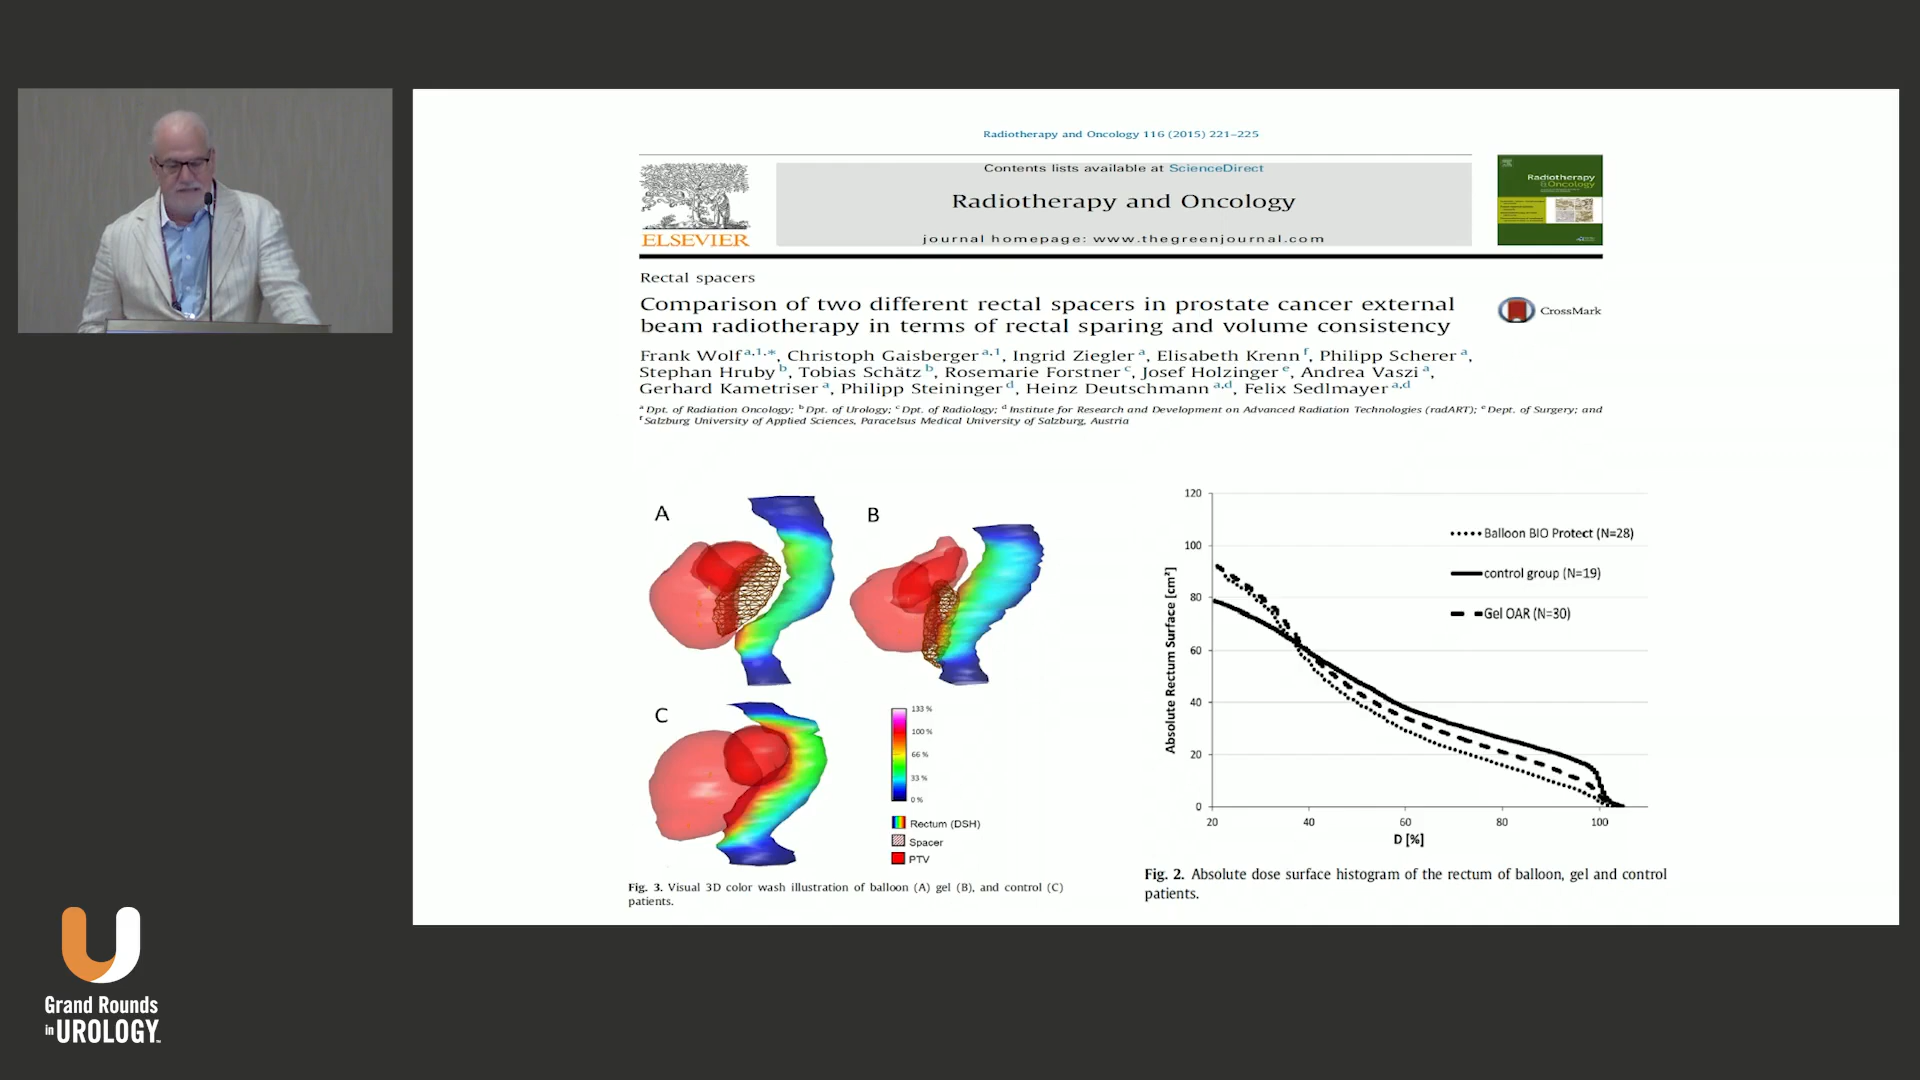 Radiotherapy and Oncology 116 (2015) 221–225
Contents lists available at ScienceDirect
Radiotherapy and Oncology
journal homepage: www.thegreenjournal.com
ELSEVIER
Radiotherapy
&Oncology
Rectal spacers
Comparison of two different rectal spacers in prostate cancer external
beam radiotherapy in terms of rectal sparing and volume consistency
CrossMark
Frank Wolf a,1,*, Christoph Gaisberger a,1, Ingrid Ziegler a, Elisabeth Krenn f, Philipp Scherer a,
Stephan Hruby b, Tobias Schätz b, Rosemarie Forstner c, Josef Holzinger e, Andrea Vaszi a,
Gerhard Kametriser a, Philipp Steininger d, Heinz Deutschmann a,d, Felix Sedlmayer a,d
a Dpt. of Radiation Oncology; b Dpt. of Urology; c Dpt. of Radiology; d Institute for Research and Development on Advanced Radiation Technologies (radART); e Dept. of Surgery; and
f Salzburg University of Applied Sciences, Paracelsus Medical University of Salzburg, Austria
A
B
C
133 %
100 %
66 %
33 %
0 %
Rectum (DSH)
Spacer
PTV
Fig. 3. Visual 3D color wash illustration of balloon (A) gel (B), and control (C)
patients.
Absolute Rectum Surface [cm²]
120
100
80
60
40
20
0
Balloon BIO Protect (N=28)
control group (N=19)
Gel OAR (N=30)
20 40 60 80 100
D [%]
Fig. 2. Absolute dose surface histogram of the rectum of balloon, gel and control
patients.
Grand Rounds
in UROLOGY™